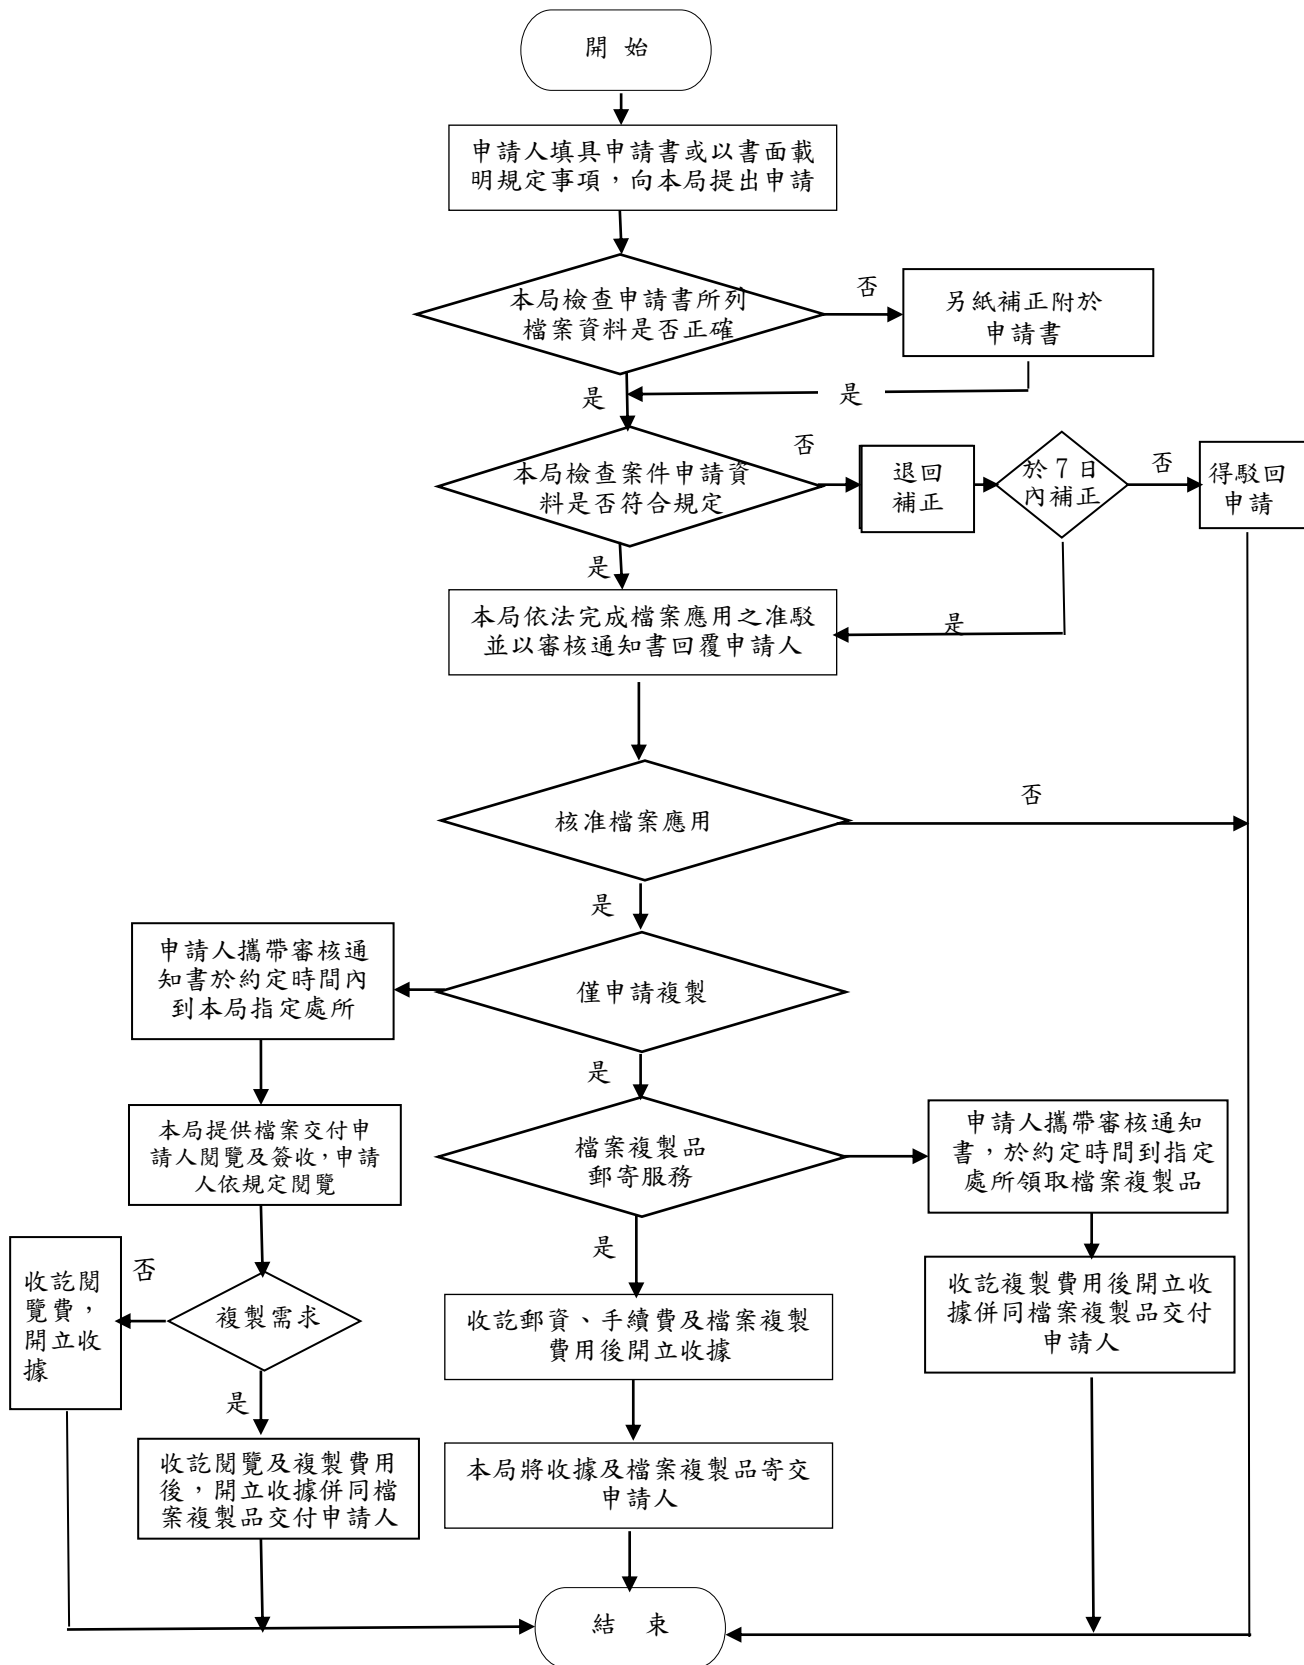 開 始
申請人填具申請書或以書面載
明規定事項，向本局提出申請
本局檢查申請書所列
檔案資料是否正確
否
另紙補正附於
申請書
是
是
本局檢查案件申請資
料是否符合規定
否
退回
補正
於7日
內補正
否
得駁回
申請
是
本局依法完成檔案應用之准駁
並以審核通知書回覆申請人
是
核准檔案應用
否
是
申請人攜帶審核通
知書於約定時間內
到本局指定處所
僅申請複製
是
本局提供檔案交付申
請人閱覽及簽收，申請
人依規定閱覽
檔案複製品
郵寄服務
申請人攜帶審核通知
書，於約定時間到指定
處所領取檔案複製品
是
收訖閱
覽費，
開立收
據
否
複製需求
收訖郵資、手續費及檔案複製
費用後開立收據
收訖複製費用後開立收
據併同檔案複製品交付
申請人
是
收訖閱覽及複製費用
後，開立收據併同檔
案複製品交付申請人
本局將收據及檔案複製品寄交
申請人
結 束